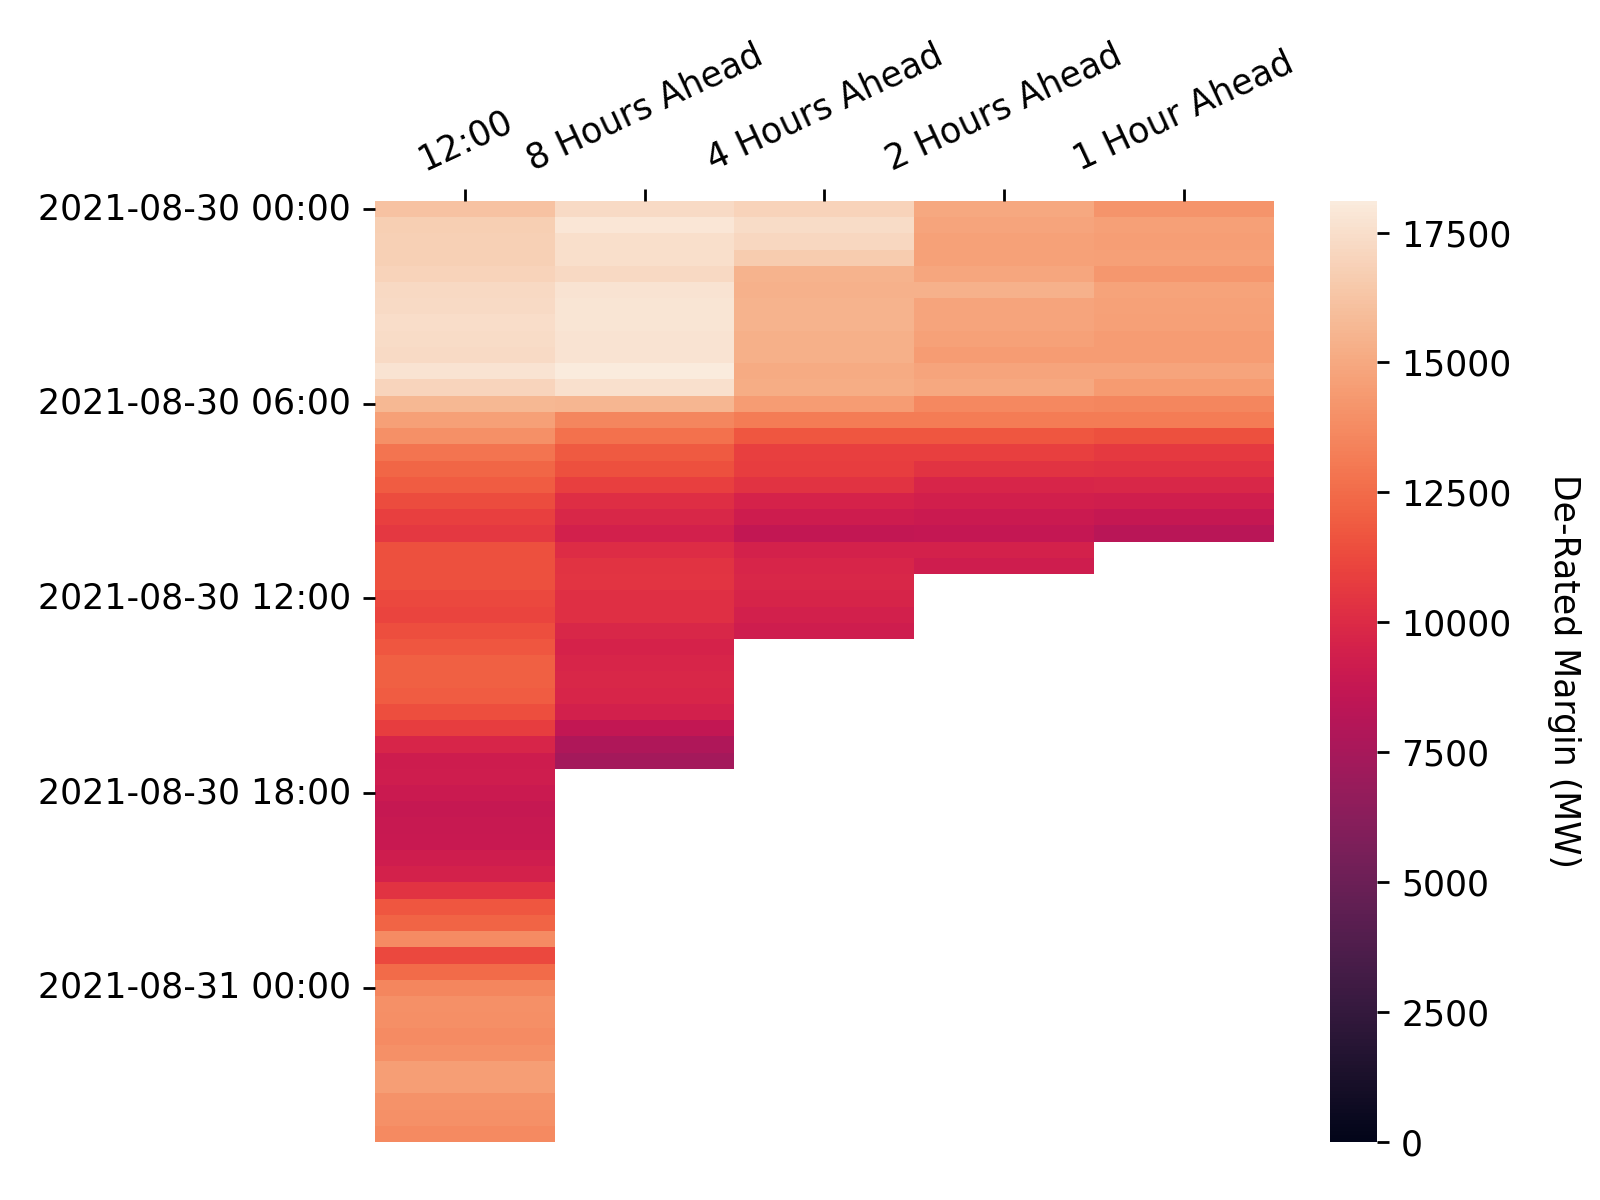 12:00
8 Hours Ahead
4 Hours Ahead
2 Hours Ahead
1 Hour Ahead
2021-08-30 00:00
2021-08-30 06:00
2021-08-30 12:00
2021-08-30 18:00
2021-08-31 00:00
17500
15000
12500
10000
7500
5000
2500
0
De-Rated Margin (MW)